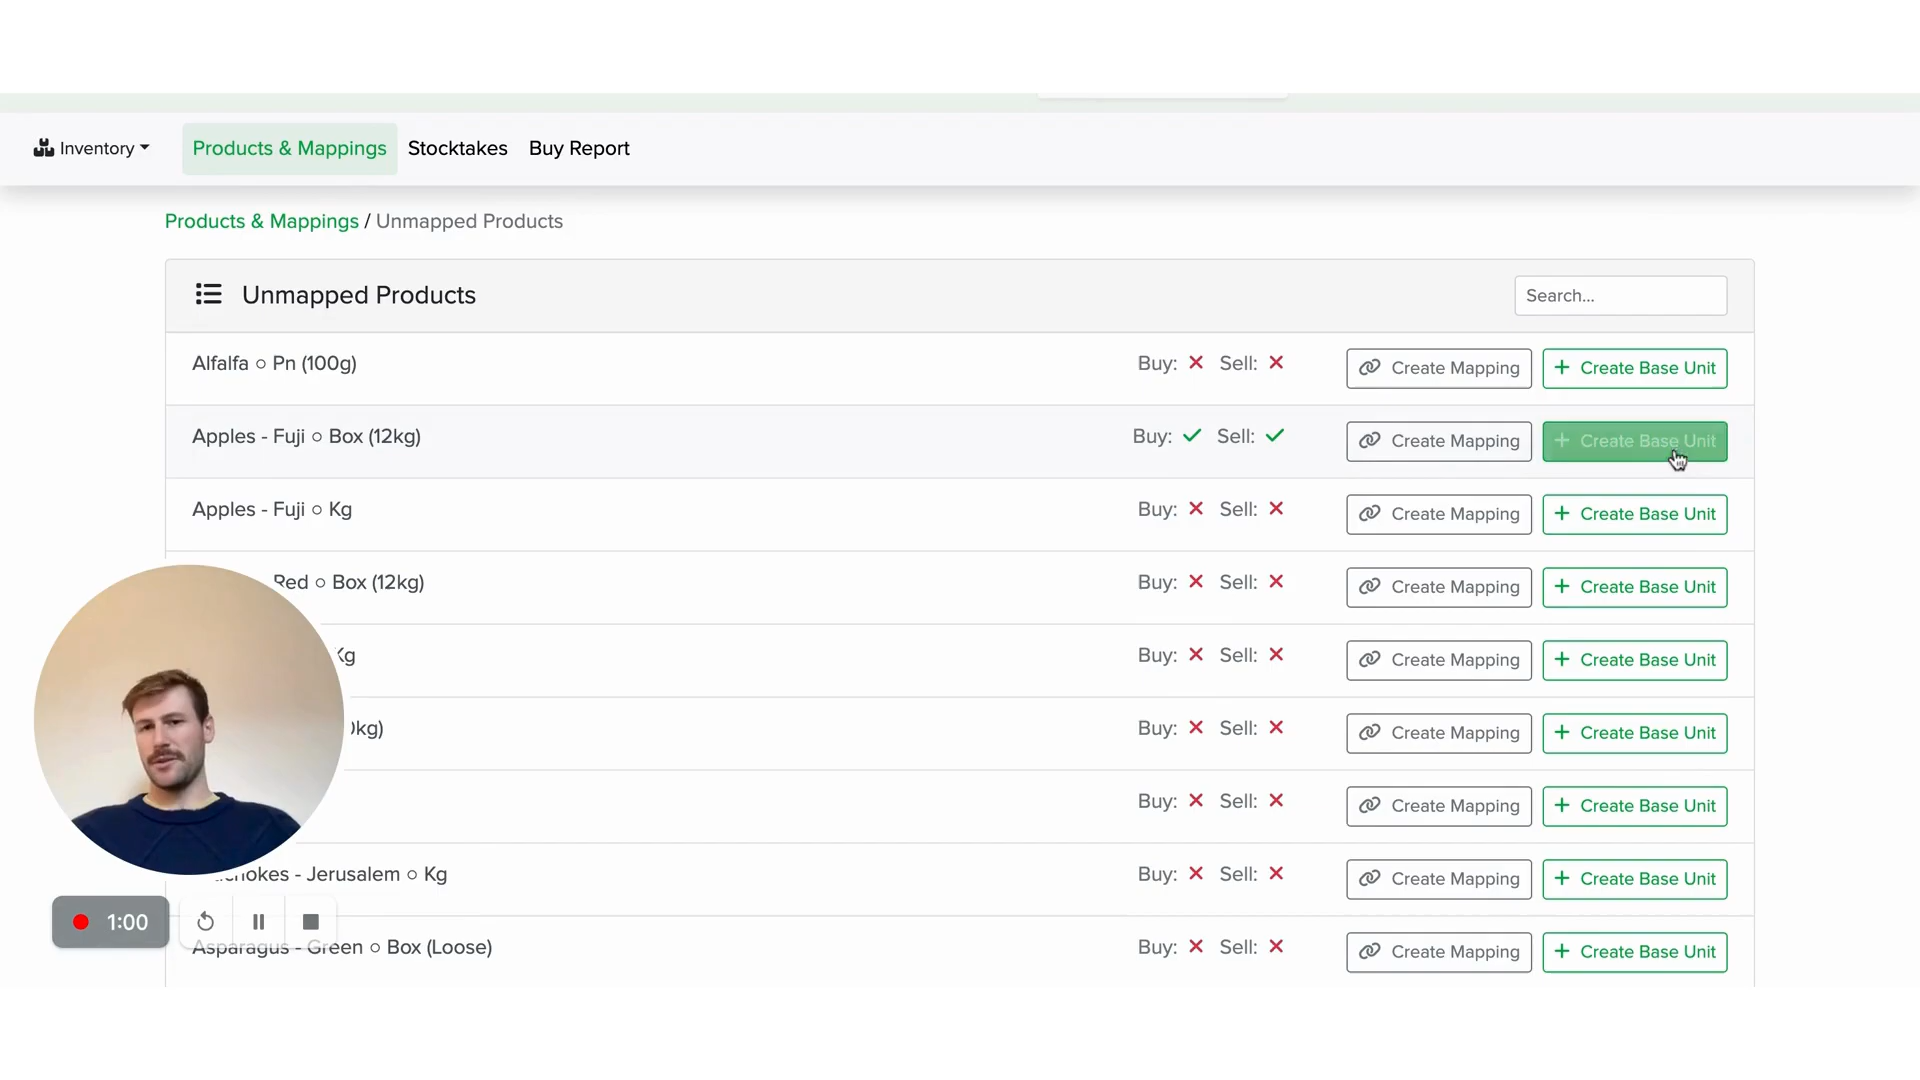 Inventory Products & Mappings Stocktakes Buy Report
Products & Mappings / Unmapped Products
Unmapped Products Search...
Alfalfa ○ Pn (100g) Buy: Sell: Create Mapping + Create Base Unit
Apples - Fuji ○ Box (12kg) Buy: Sell: Create Mapping + Create Base Unit
Apples - Fuji ○ Kg Buy: Sell: Create Mapping + Create Base Unit
Red ○ Box (12kg) Buy: Sell: Create Mapping + Create Base Unit
Kg Buy: Sell: Create Mapping + Create Base Unit
kg) Buy: Sell: Create Mapping + Create Base Unit
Buy: Sell: Create Mapping + Create Base Unit
- Jerusalem ○ Kg Buy: Sell: Create Mapping + Create Base Unit
1:00
Asparagus - Green ○ Box (Loose) Buy: Sell: Create Mapping + Create Base Unit